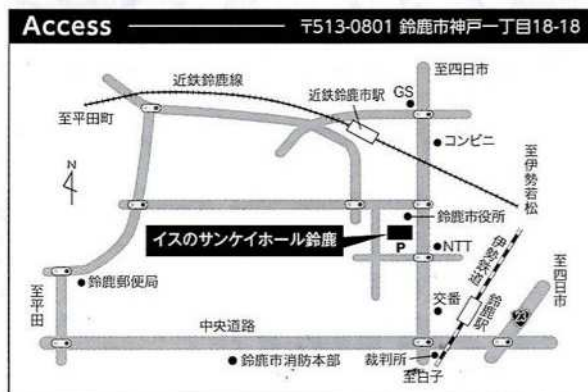 Access 〒513-0801 鈴鹿市神戸一丁目18-18
至四日市
近鉄鈴鹿線
GS
近鉄鈴鹿市駅
至平田町
コンビニ
至伊勢若松
N
鈴鹿市役所
イスのサンケイホール鈴鹿
P
NTT
伊勢鉄道
至四日市
鈴鹿郵便局
至平田
交番
鈴鹿駅
23
中央道路
鈴鹿市消防本部
裁判所
至白子